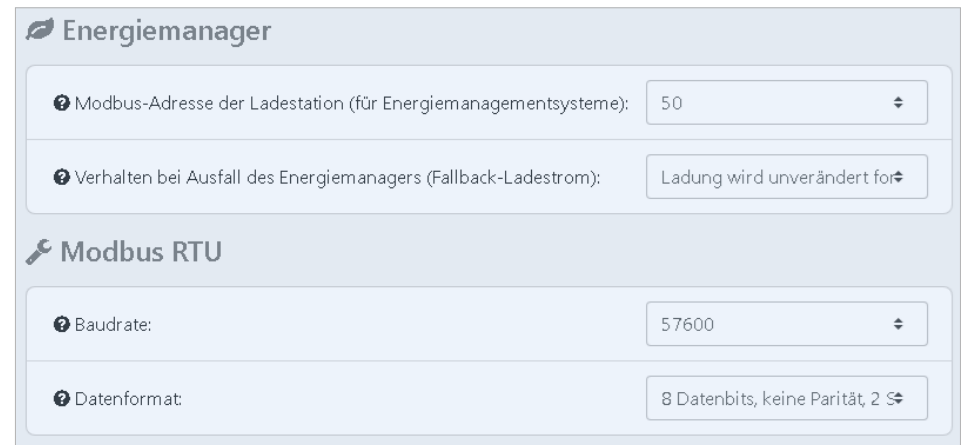 Energiemanager
Modbus-Adresse der Ladestation (für Energiemanagementsysteme): 50
Verhalten bei Ausfall des Energiemanagers (Fallback-Ladestrom): Ladung wird unverändert
Modbus RTU
Baudrate: 57600
Datenformat: 8 Datenbits, keine Parität, 2